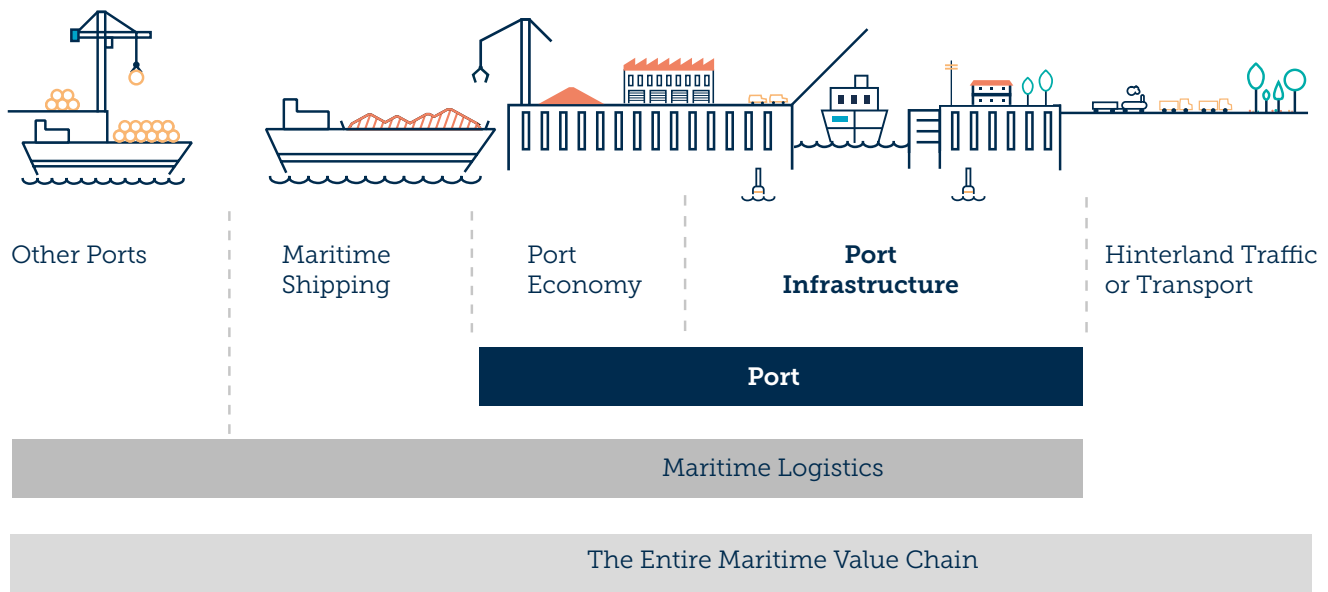 Other Ports
Maritime
Shipping
Port
Economy
Port
Infrastructure
Hinterland Traffic
or Transport
Port
Maritime Logistics
The Entire Maritime Value Chain